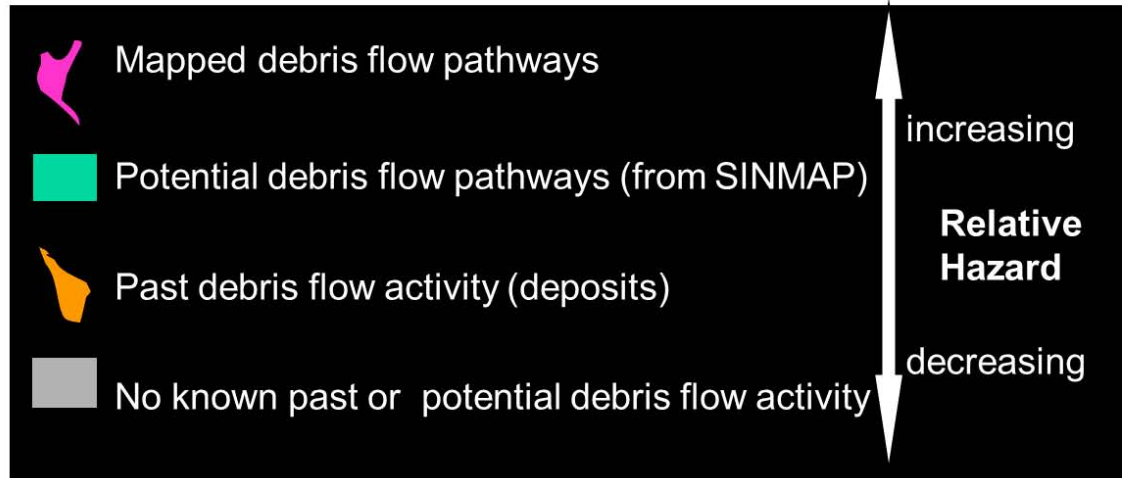 Mapped debris flow pathways
increasing
Potential debris flow pathways (from SINMAP)
Relative
Hazard
Past debris flow activity (deposits)
decreasing
No known past or potential debris flow activity